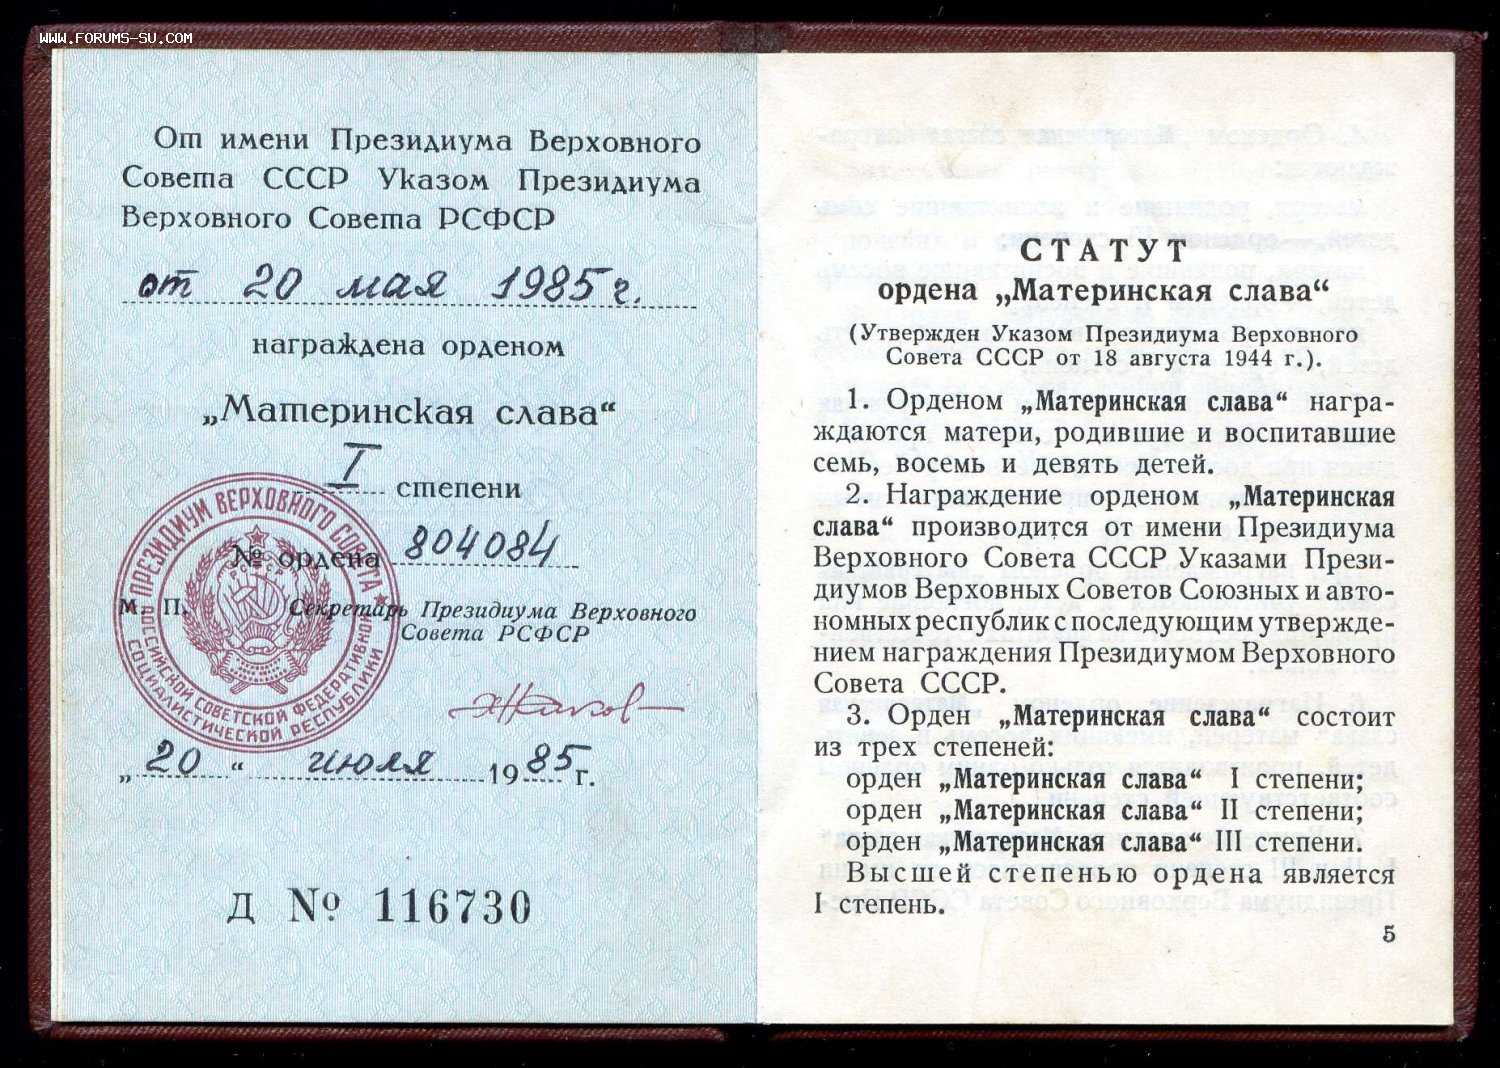 WWW.FORUMS-SU.COM
От имени Президиума Верховного
Совета СССР Указом Президиума
Верховного Совета РСФСР
от 20 мая 1985 г.
награждена орденом
„Материнская слава“
I степени
№ ордена 804084
М. П.
Секретарь Президиума Верховного
Совета РСФСР
ПРЕЗИДИУМ ВЕРХОВНОГО СОВЕТА
РОССИЙСКОЙ СОВЕТСКОЙ ФЕДЕРАТИВНОЙ
СОЦИАЛИСТИЧЕСКОЙ РЕСПУБЛИКИ
РСФСР
„20“ июля 1985 г.
Д № 116730
СТАТУТ
ордена „Материнская слава“
(Утвержден Указом Президиума Верховного
Совета СССР от 18 августа 1944 г.).
1. Орденом „Материнская слава“ награ-
ждаются матери, родившие и воспитавшие
семь, восемь и девять детей.
2. Награждение орденом „Материнская
слава“ производится от имени Президиума
Верховного Совета СССР Указами Прези-
диумов Верховных Советов Союзных и авто-
номных республик с последующим утвержде-
нием награждения Президиумом Верховного
Совета СССР.
3. Орден „Материнская слава“ состоит
из трех степеней:
орден „Материнская слава“ I степени;
орден „Материнская слава“ II степени;
орден „Материнская слава“ III степени.
Высшей степенью ордена является
I степень.
5